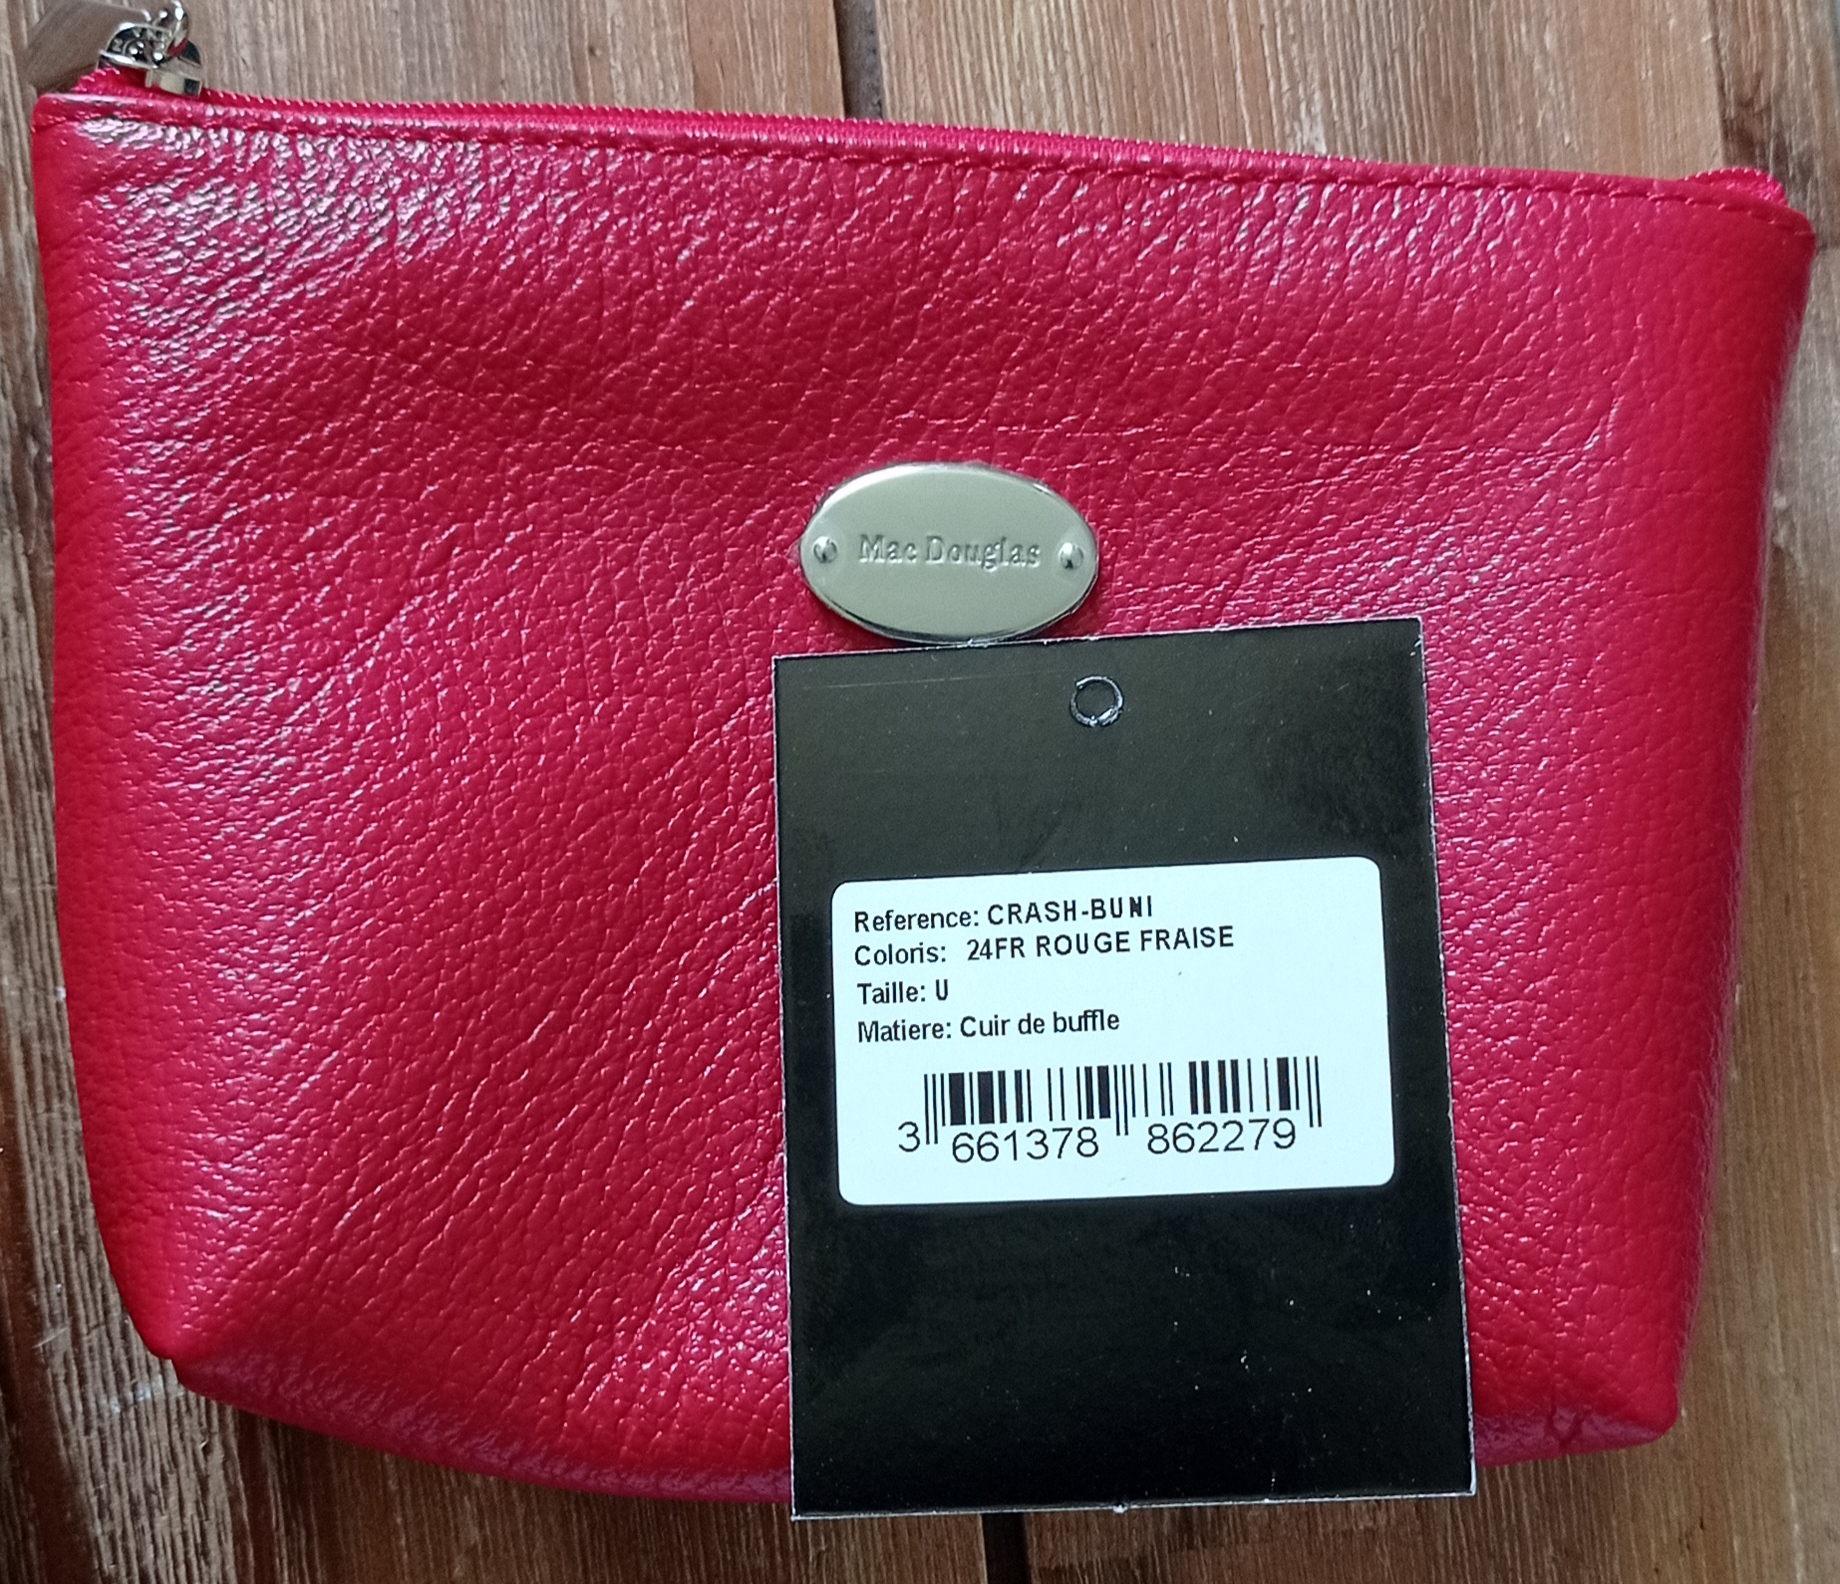 Mac Douglas
Reference: CRASH-BUNI
Coloris: 24FR ROUGE FRAISE
Taille: U
Matiere: Cuir de buffle
3 661378 862279